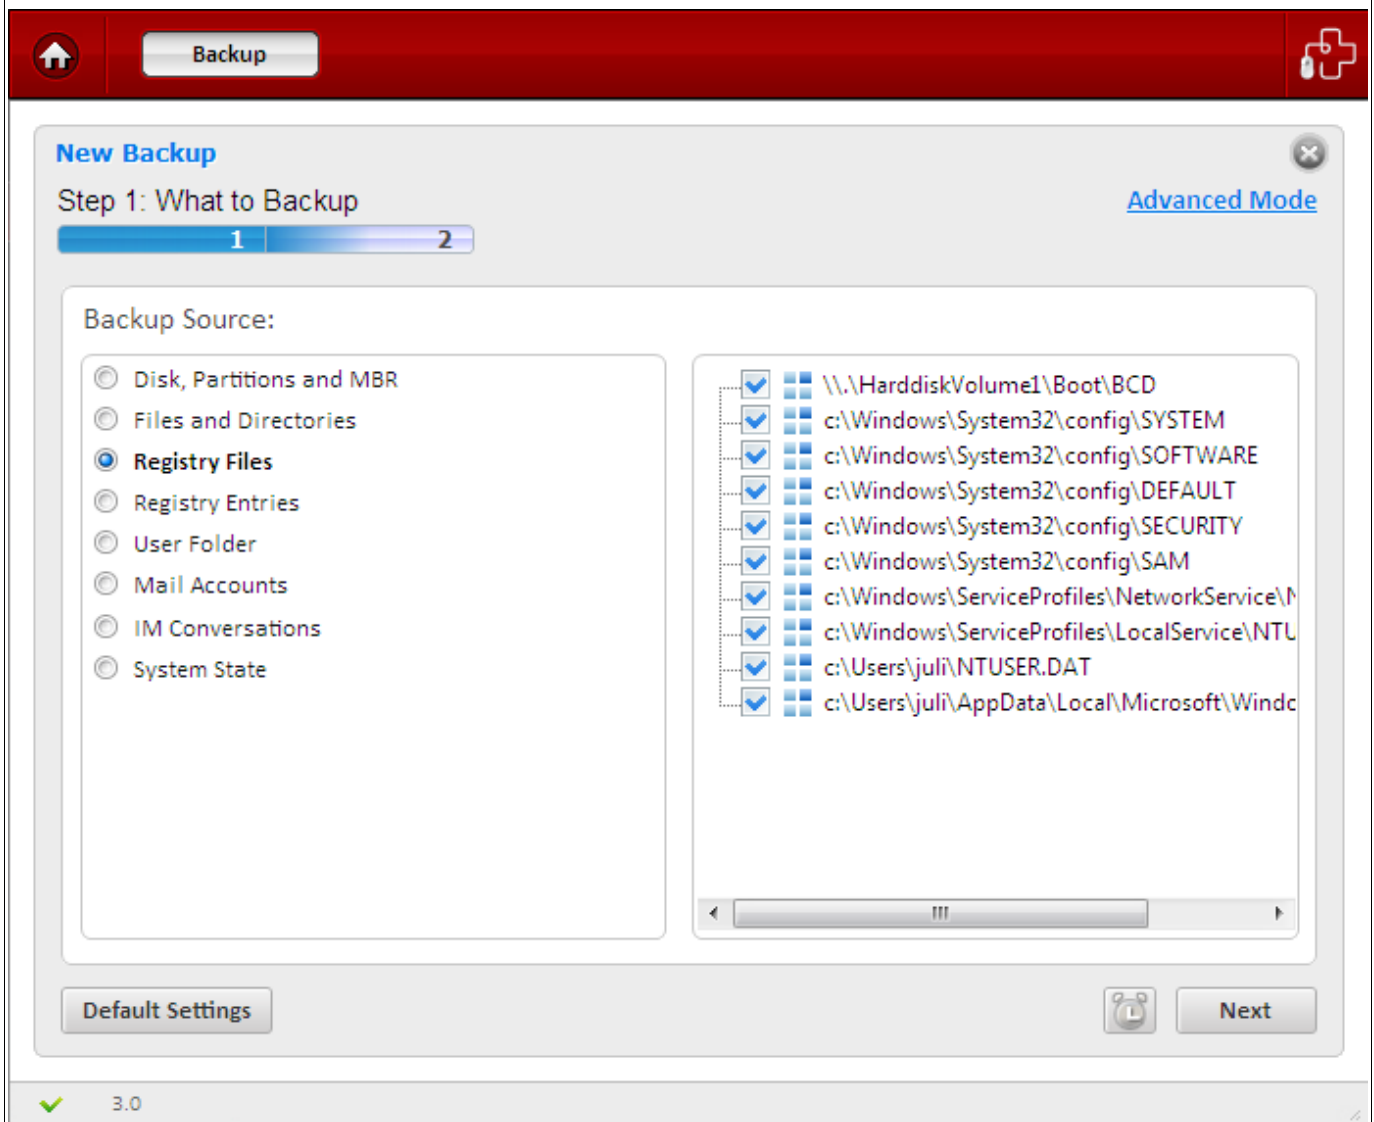 Backup
New Backup
Step 1: What to Backup
Advanced Mode
1 2
Backup Source:
Disk, Partitions and MBR
Files and Directories
Registry Files
Registry Entries
User Folder
Mail Accounts
IM Conversations
System State
\\.\HarddiskVolume1\Boot\BCD
c:\Windows\System32\config\SYSTEM
c:\Windows\System32\config\SOFTWARE
c:\Windows\System32\config\DEFAULT
c:\Windows\System32\config\SECURITY
c:\Windows\System32\config\SAM
c:\Windows\ServiceProfiles\NetworkService\N
c:\Windows\ServiceProfiles\LocalService\NTU
c:\Users\juli\NTUSER.DAT
c:\Users\juli\AppData\Local\Microsoft\Windo
Default Settings
Next
3.0